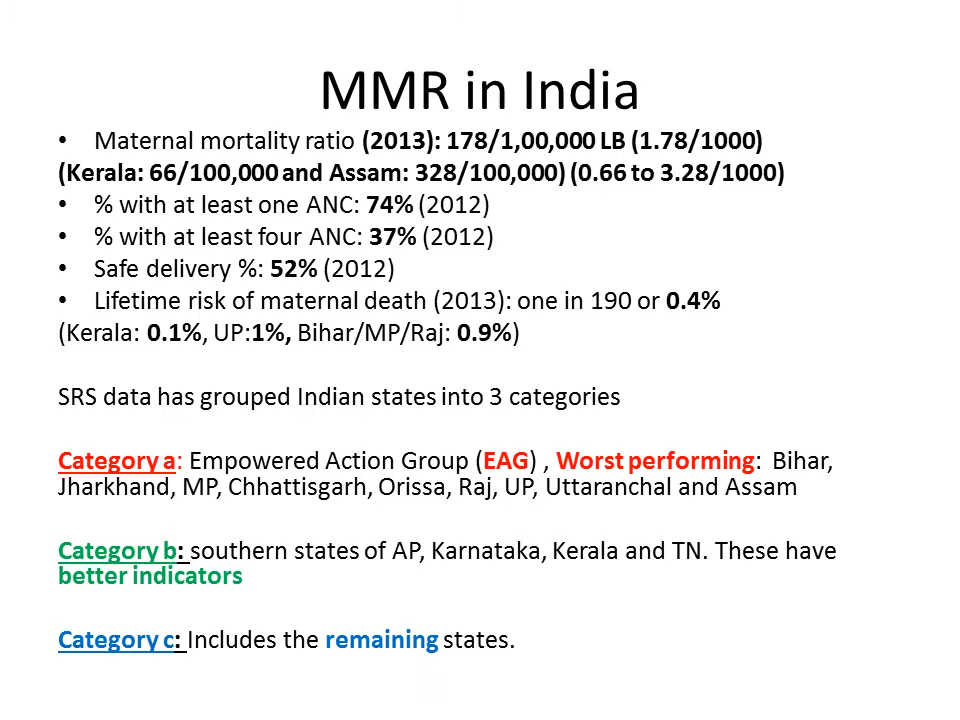 MMR in India
• Maternal mortality ratio (2013): 178/1,00,000 LB (1.78/1000)
(Kerala: 66/100,000 and Assam: 328/100,000) (0.66 to 3.28/1000)
• % with at least one ANC: 74% (2012)
• % with at least four ANC: 37% (2012)
• Safe delivery %: 52% (2012)
• Lifetime risk of maternal death (2013): one in 190 or 0.4%
(Kerala: 0.1%, UP:1%, Bihar/MP/Raj: 0.9%)
SRS data has grouped Indian states into 3 categories
Category a: Empowered Action Group (EAG) , Worst performing: Bihar,
Jharkhand, MP, Chhattisgarh, Orissa, Raj, UP, Uttaranchal and Assam
Category b: southern states of AP, Karnataka, Kerala and TN. These have
better indicators
Category c: Includes the remaining states.